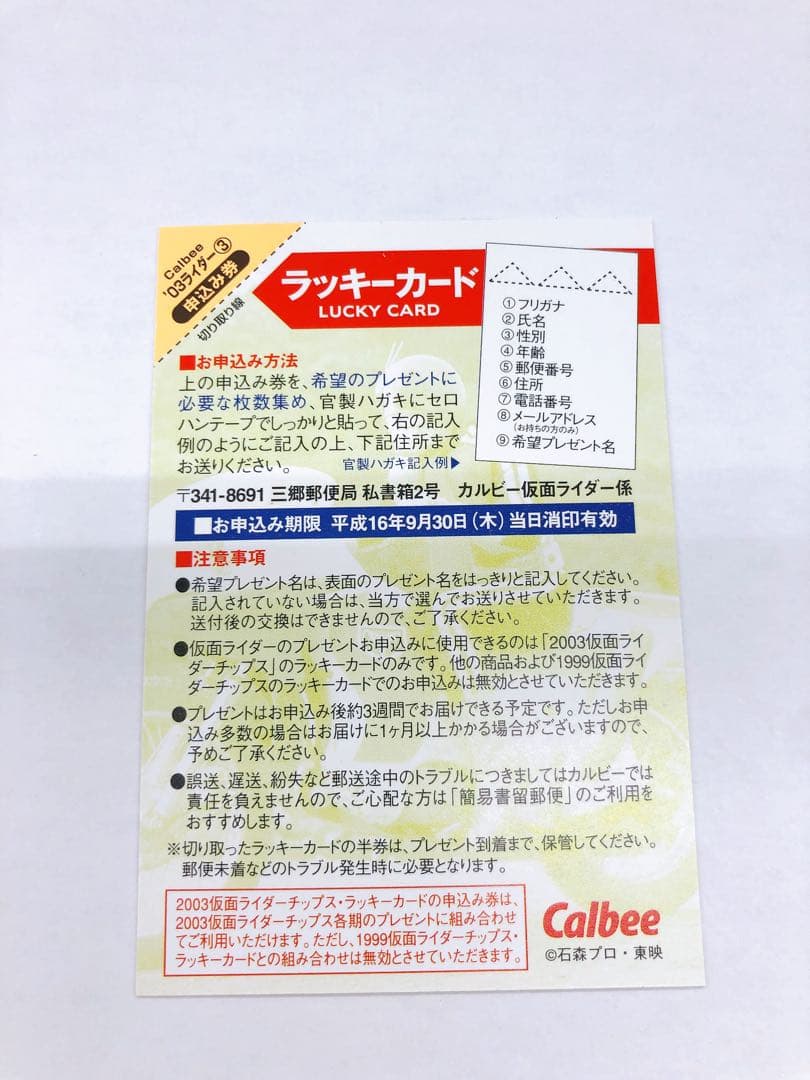 Calbee
'03ライダー③
申込み券
切り取り線
ラッキーカード
LUCKY CARD
①フリガナ
②氏名
③性別
④年齢
⑤郵便番号
⑥住所
⑦電話番号
⑧メールアドレス
(お持ちの方のみ)
⑨希望プレゼント名
■お申込み方法
上の申込み券を、希望のプレゼントに
必要な枚数集め、官製ハガキにセロ
ハンテープでしっかりと貼って、右の記入
例のようにご記入の上、下記住所まで
お送りください。 官製ハガキ記入例▶
〒341-8691 三郷郵便局 私書箱2号 カルビー仮面ライダー係
■お申込み期限 平成16年9月30日(木)当日消印有効
■注意事項
●希望プレゼント名は、表面のプレゼント名をはっきりと記入してください。
記入されていない場合は、当方で選んでお送りさせていただきます。
送付後の交換はできませんので、ご了承ください。
●仮面ライダーのプレゼントお申込みに使用できるのは「2003仮面ライ
ダーチップス」のラッキーカードのみです。他の商品および1999仮面ライ
ダーチップスのラッキーカードでのお申込みは無効とさせていただきます。
●プレゼントはお申込み後約3週間でお届けできる予定です。ただしお申
込み多数の場合はお届けに1ヶ月以上かかる場合がございますので、
予めご了承ください。
●誤送、遅送、紛失など郵送途中のトラブルにつきましてはカルビーでは
責任を負えませんので、ご心配な方は「簡易書留郵便」のご利用を
おすすめします。
※切り取ったラッキーカードの半券は、プレゼント到着まで、保管してください。
郵便未着などのトラブル発生時に必要となります。
2003仮面ライダーチップス・ラッキーカードの申込み券は、
2003仮面ライダーチップス各期のプレゼントに組み合わせ
てご利用いただけます。ただし、1999仮面ライダーチップス・
ラッキーカードとの組み合わせは無効とさせていただきます。
Calbee
©石森プロ・東映